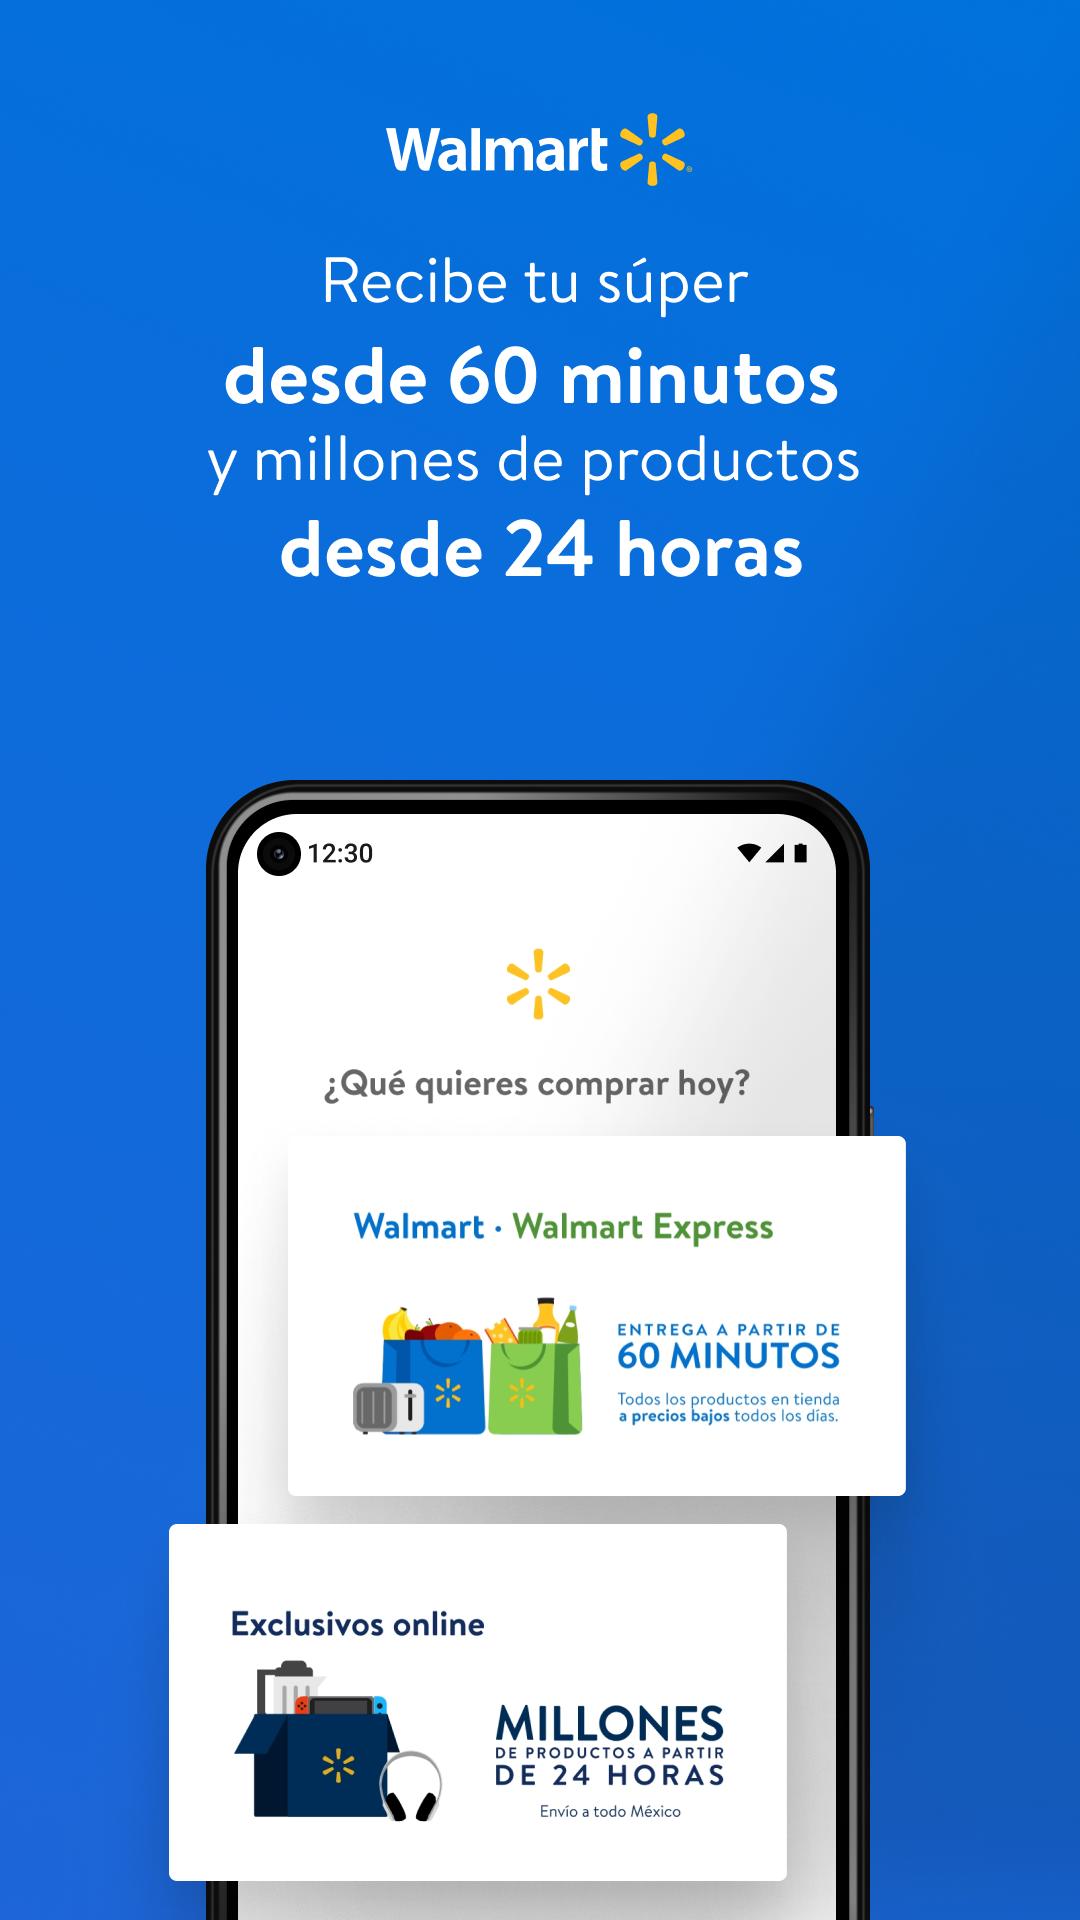 Walmart
Recibe tu súper
desde 60 minutos
y millones de productos
desde 24 horas
12:30
¿Qué quieres comprar hoy?
Walmart · Walmart Express
ENTREGA A PARTIR DE
60 MINUTOS
Todos los productos en tienda
a precios bajos todos los días.
Exclusivos online
MILLONES
DE PRODUCTOS A PARTIR
DE 24 HORAS
Envío a todo México